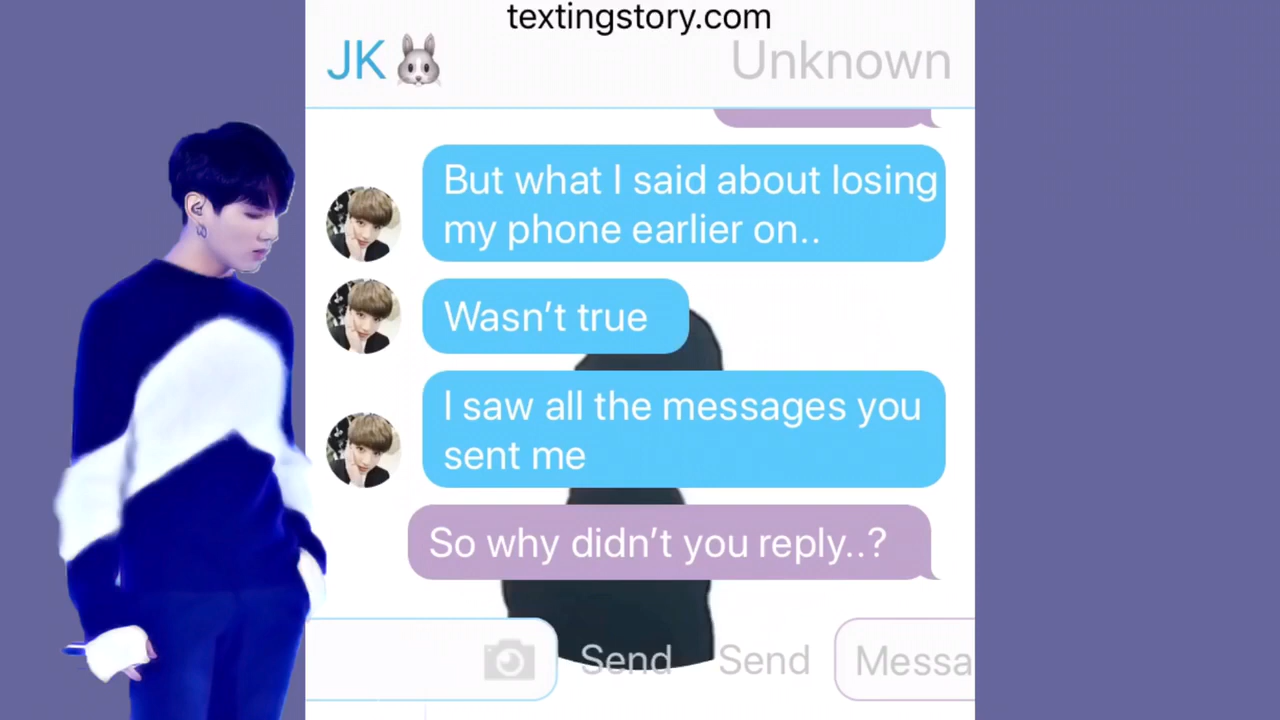 textingstory.com
JK🐰 Unknown
But what I said about losing
my phone earlier on..
Wasn’t true
I saw all the messages you
sent me
So why didn’t you reply..?
Send Send Messa